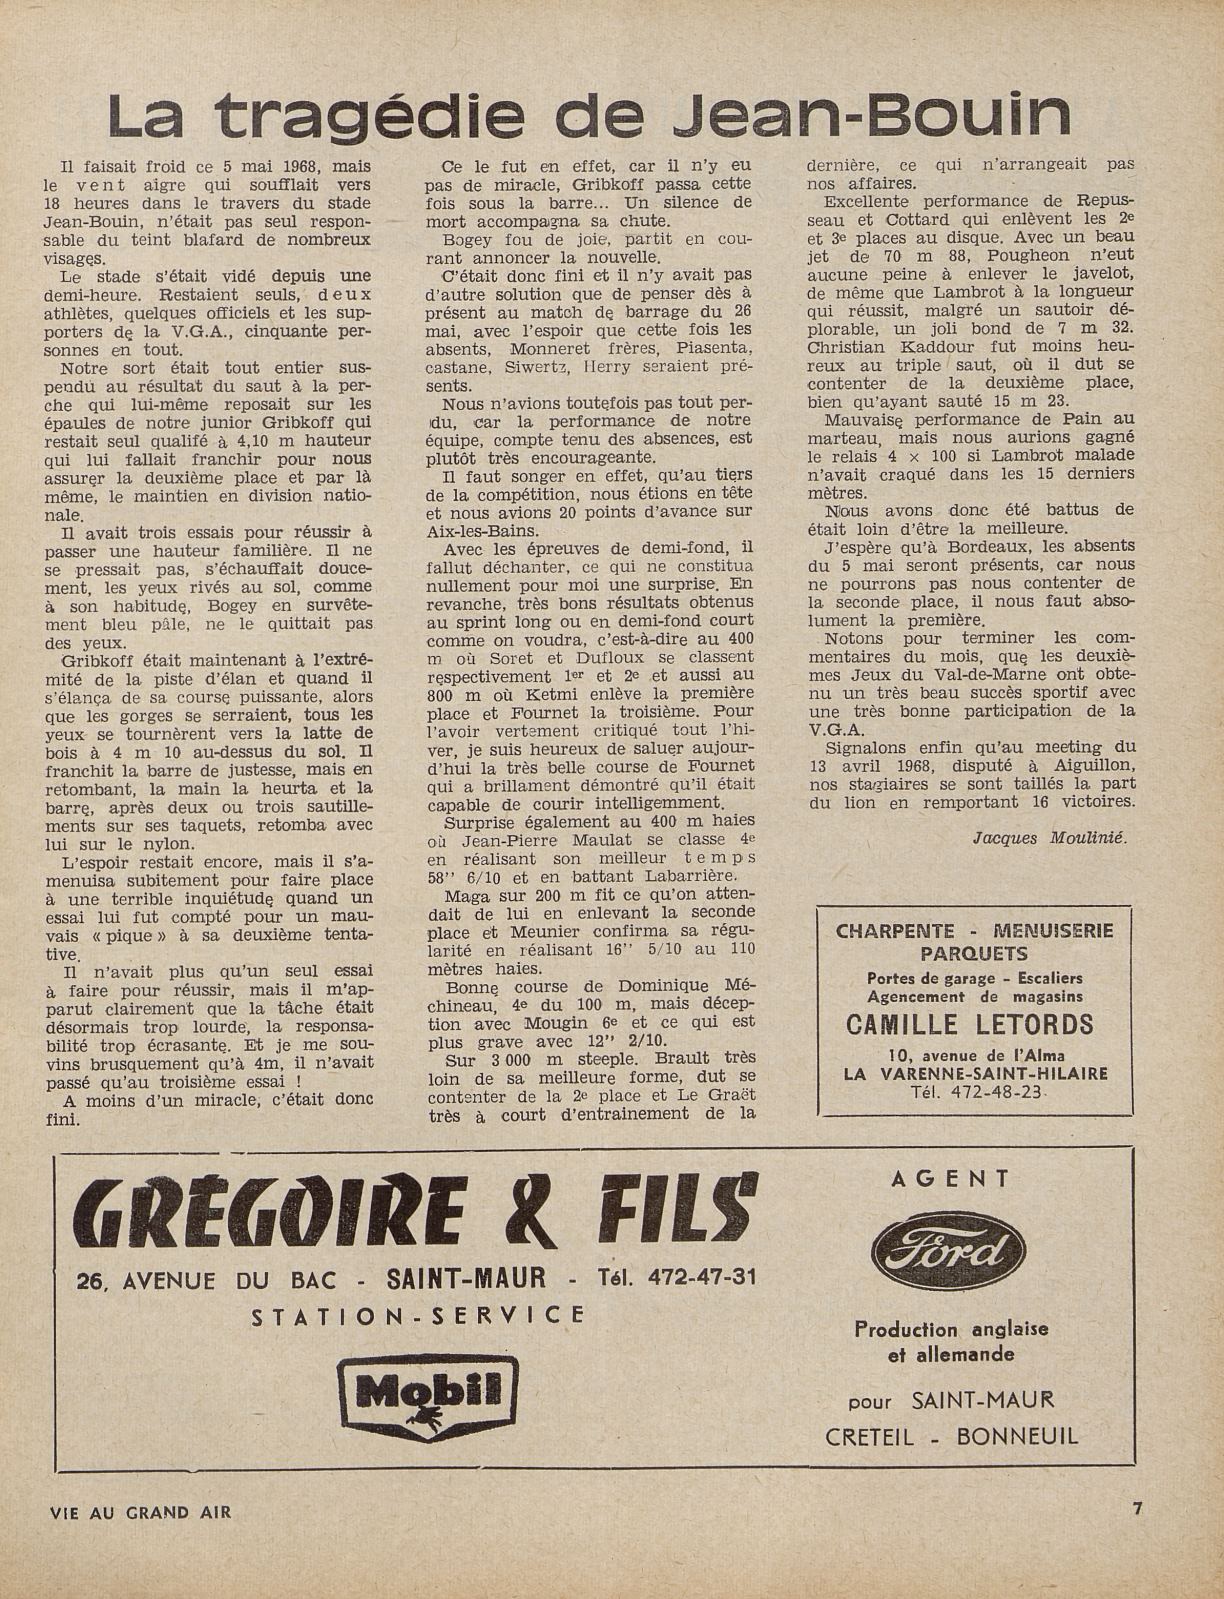 La tragédie de Jean-Bouin
Il faisait froid ce 5 mai 1968, mais
le vent aigre qui soufflait vers
18 heures dans le travers du stade
Jean-Bouin, n'était pas seul respon-
sable du teint blafard de nombreux
visages.
Le stade s'était vidé depuis une
demi-heure. Restaient seuls, deux
athlètes, quelques officiels et les sup-
porters de la V.G.A., cinquante per-
sonnes en tout.
Notre sort était tout entier sus-
pendu au résultat du saut à la per-
che qui lui-même reposait sur les
épaules de notre junior Gribkoff qui
restait seul qualifé à 4,10 m hauteur
qui lui fallait franchir pour nous
assurer la deuxième place et par là
même, le maintien en division natio-
nale.
Il avait trois essais pour réussir à
passer une hauteur familière. Il ne
se pressait pas, s'échauffait douce-
ment, les yeux rivés au sol, comme
à son habitude, Bogey en survête-
ment bleu pâle, ne le quittait pas
des yeux.
Gribkoff était maintenant à l'extré-
mité de la piste d'élan et quand il
s'élança de sa course puissante, alors
que les gorges se serraient, tous les
yeux se tournèrent vers la latte de
bois à 4 m 10 au-dessus du sol. Il
franchit la barre de justesse, mais en
retombant, la main la heurta et la
barre, après deux ou trois sautille-
ments sur ses taquets, retomba avec
lui sur le nylon.
L'espoir restait encore, mais il s'a-
menuisa subitement pour faire place
à une terrible inquiétude quand un
essai lui fut compté pour un mau-
vais « pique » à sa deuxième tenta-
tive.
Il n'avait plus qu'un seul essai
à faire pour réussir, mais il m'ap-
parut clairement que la tâche était
désormais trop lourde, la responsa-
bilité trop écrasante. Et je me sou-
vins brusquement qu'à 4m, il n'avait
passé qu'au troisième essai !
A moins d'un miracle, c'était donc
fini.
Ce le fut en effet, car il n'y eu
pas de miracle, Gribkoff passa cette
fois sous la barre... Un silence de
mort accompagna sa chute.
Bogey fou de joie, partit en cou-
rant annoncer la nouvelle.
C'était donc fini et il n'y avait pas
d'autre solution que de penser dès à
présent au match de barrage du 26
mai, avec l'espoir que cette fois les
absents, Monneret frères, Piasenta,
castane, Siwertz, Herry seraient pré-
sents.
Nous n'avions toutefois pas tout per-
du, car la performance de notre
équipe, compte tenu des absences, est
plutôt très encourageante.
Il faut songer en effet, qu'au tiers
de la compétition, nous étions en tête
et nous avions 20 points d'avance sur
Aix-les-Bains.
Avec les épreuves de demi-fond, il
fallut déchanter, ce qui ne constitua
nullement pour moi une surprise. En
revanche, très bons résultats obtenus
au sprint long ou en demi-fond court
comme on voudra, c'est-à-dire au 400
m où Soret et Dufloux se classent
respectivement 1er et 2e et aussi au
800 m où Ketmi enlève la première
place et Fournet la troisième. Pour
l'avoir vertement critiqué tout l'hi-
ver, je suis heureux de saluer aujour-
d'hui la très belle course de Fournet
qui a brillament démontré qu'il était
capable de courir intelligemment.
Surprise également au 400 m haies
où Jean-Pierre Maulat se classe 4e
en réalisant son meilleur temps
58'' 6/10 et en battant Labarrière.
Maga sur 200 m fit ce qu'on atten-
dait de lui en enlevant la seconde
place et Meunier confirma sa régu-
larité en réalisant 16'' 5/10 au 110
mètres haies.
Bonne course de Dominique Mé-
chineau, 4e du 100 m, mais décep-
tion avec Mougin 6e et ce qui est
plus grave avec 12'' 2/10.
Sur 3 000 m steeple. Brault très
loin de sa meilleure forme, dut se
contenter de la 2e place et Le Graët
très à court d'entrainement de la
dernière, ce qui n'arrangeait pas
nos affaires.
Excellente performance de Repus-
seau et Cottard qui enlèvent les 2e
et 3e places au disque. Avec un beau
jet de 70 m 88, Pougheon n'eut
aucune peine à enlever le javelot,
de même que Lambrot à la longueur
qui réussit, malgré un sautoir dé-
plorable, un joli bond de 7 m 32.
Christian Kaddour fut moins heu-
reux au triple saut, où il dut se
contenter de la deuxième place,
bien qu'ayant sauté 15 m 23.
Mauvaise performance de Pain au
marteau, mais nous aurions gagné
le relais 4 × 100 si Lambrot malade
n'avait craqué dans les 15 derniers
mètres.
Nous avons donc été battus de
était loin d'être la meilleure.
J'espère qu'à Bordeaux, les absents
du 5 mai seront présents, car nous
ne pourrons pas nous contenter de
la seconde place, il nous faut abso-
lument la première.
Notons pour terminer les com-
mentaires du mois, que les deuxiè-
mes Jeux du Val-de-Marne ont obte-
nu un très beau succès sportif avec
une très bonne participation de la
V.G.A.
Signalons enfin qu'au meeting du
13 avril 1968, disputé à Aiguillon,
nos stagiaires se sont taillés la part
du lion en remportant 16 victoires.
Jacques Moulinié.
CHARPENTE - MENUISERIE
PARQUETS
Portes de garage - Escaliers
Agencement de magasins
CAMILLE LETORDS
10, avenue de l'Alma
LA VARENNE-SAINT-HILAIRE
Tél. 472-48-23
GRÉGOIRE & FILS
26, AVENUE DU BAC - SAINT-MAUR - Tél. 472-47-31
STATION-SERVICE
Mobil
AGENT
Ford
Production anglaise
et allemande
pour SAINT-MAUR
CRETEIL - BONNEUIL
VIE AU GRAND AIR
7